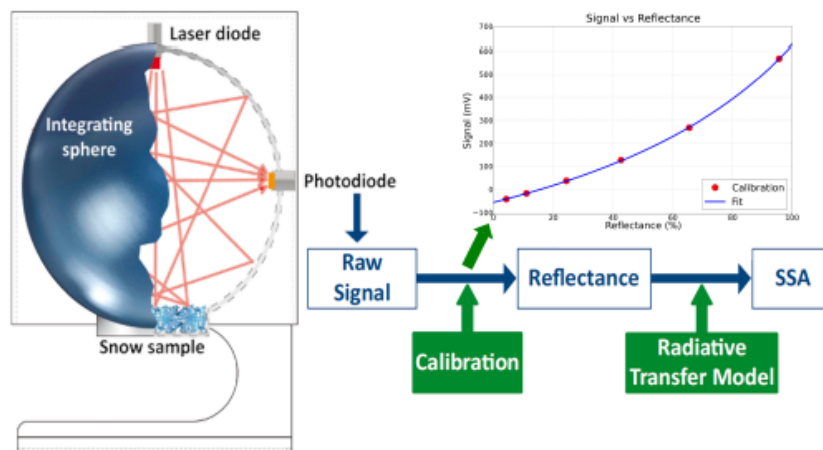 Laser diode
Integrating
sphere
Photodiode
Snow sample
Signal vs Reflectance
700
600
500
400
300
200
100
0
−100
Signal (mV)
0
20
40
60
80
100
Reflectance (%)
Calibration
Fit
Raw
Signal
Reflectance
SSA
Calibration
Radiative
Transfer Model